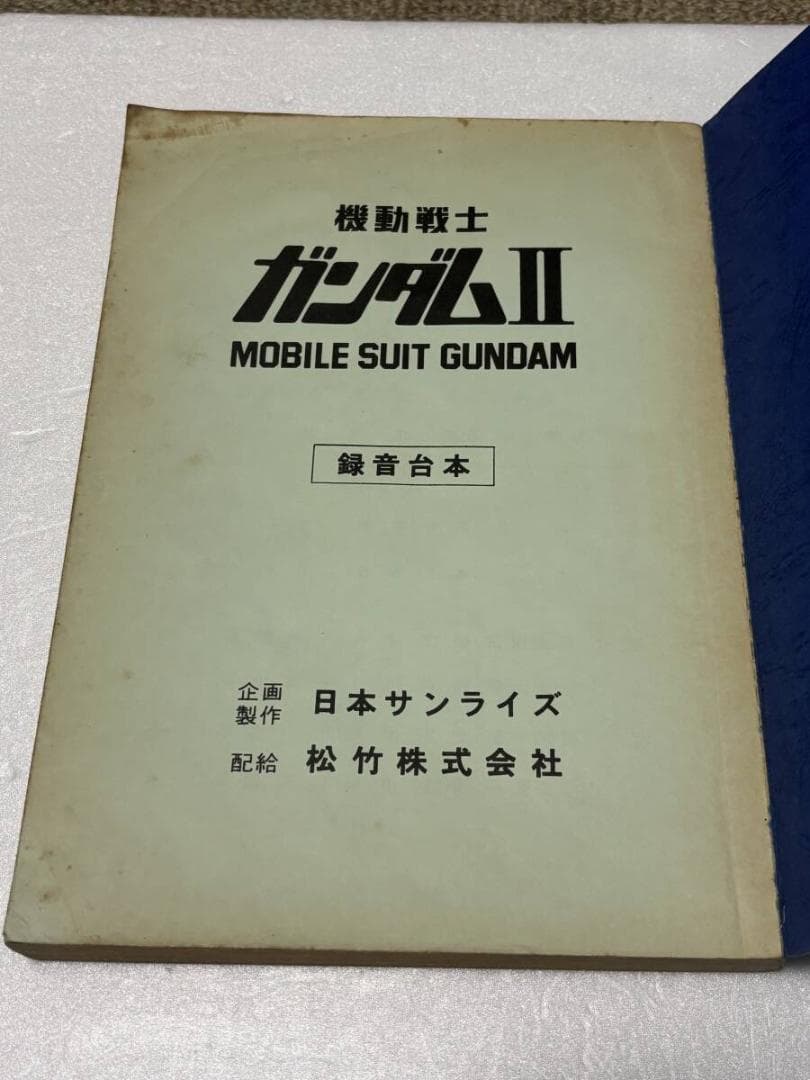 機動戦士
ガンダムII
MOBILE SUIT GUNDAM
録音台本
企画
製作 日本サンライズ
配給 松竹株式会社